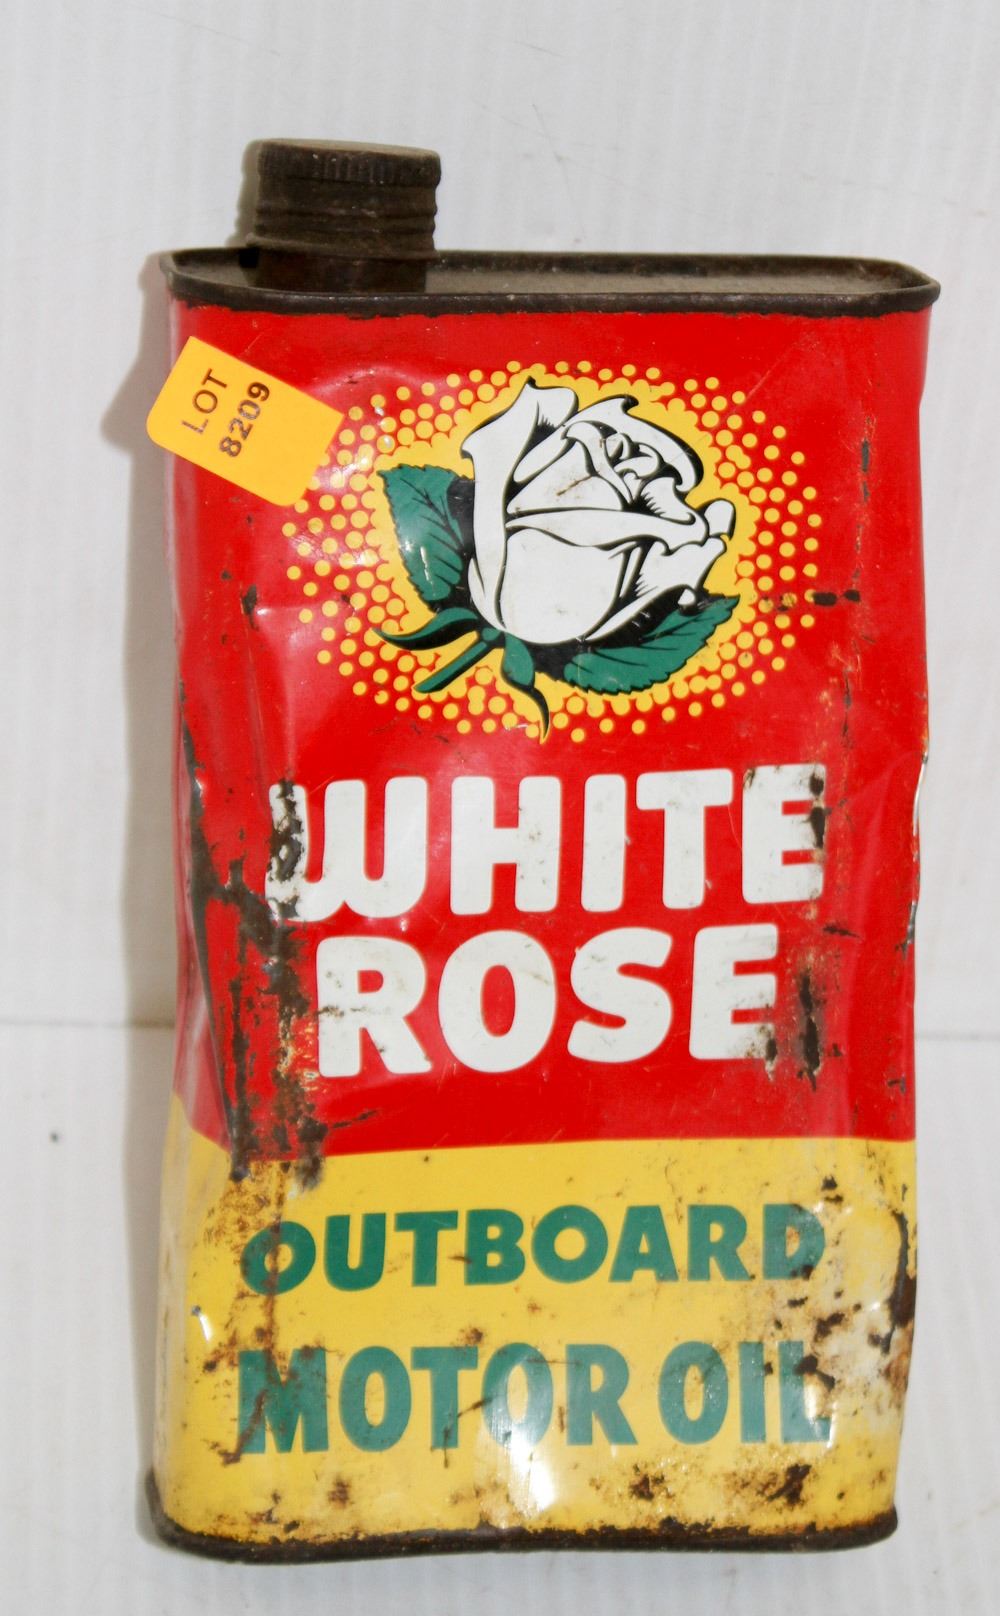 LOT
8209
WHITE
ROSE
OUTBOARD
MOTOR OIL